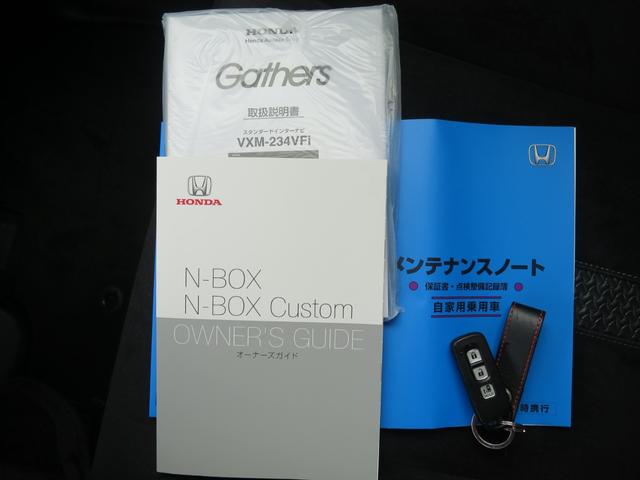 HONDA
Honda Access Corp.
Gathers
取扱説明書
スタンダードインターナビ
VXM-234VFi
HONDA
N-BOX
N-BOX Custom
OWNER'S GUIDE
オーナーズガイド
メンテナンスノート
保証書・点検整備記録簿
自家用乗用車
時携行